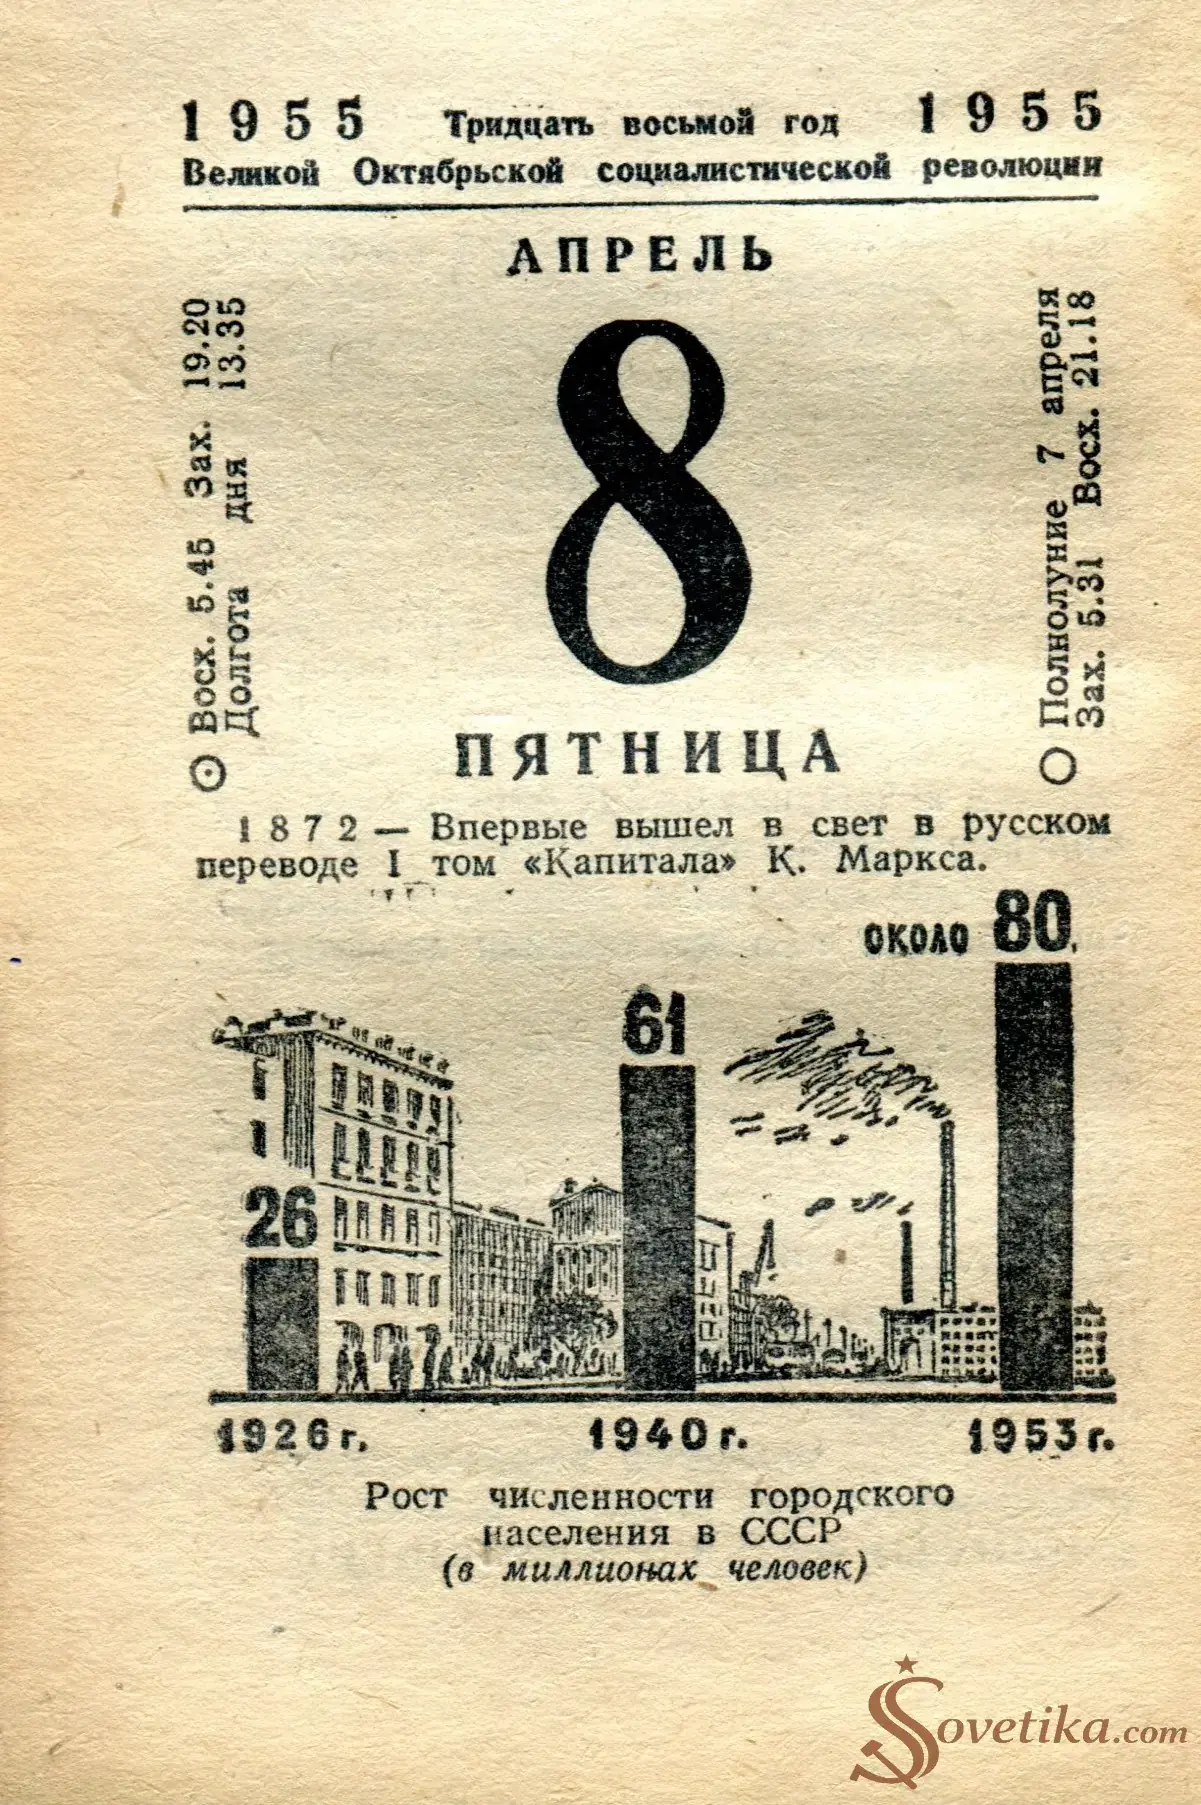 1955 Тридцать восьмой год 1955
Великой Октябрьской социалистической революции
АПРЕЛЬ
Восх. 5.45 Зах. 19.20
Долгота дня 13.35
8
Полнолуние 7 апреля
Зах. 5.31 Восх. 21.18
ПЯТНИЦА
1872 — Впервые вышел в свет в русском
переводе I том «Капитала» К. Маркса.
ОКОЛО 80
61
26
1926 г. 1940 г. 1953 г.
Рост численности городского
населения в СССР
(в миллионах человек)
Sovetika.com